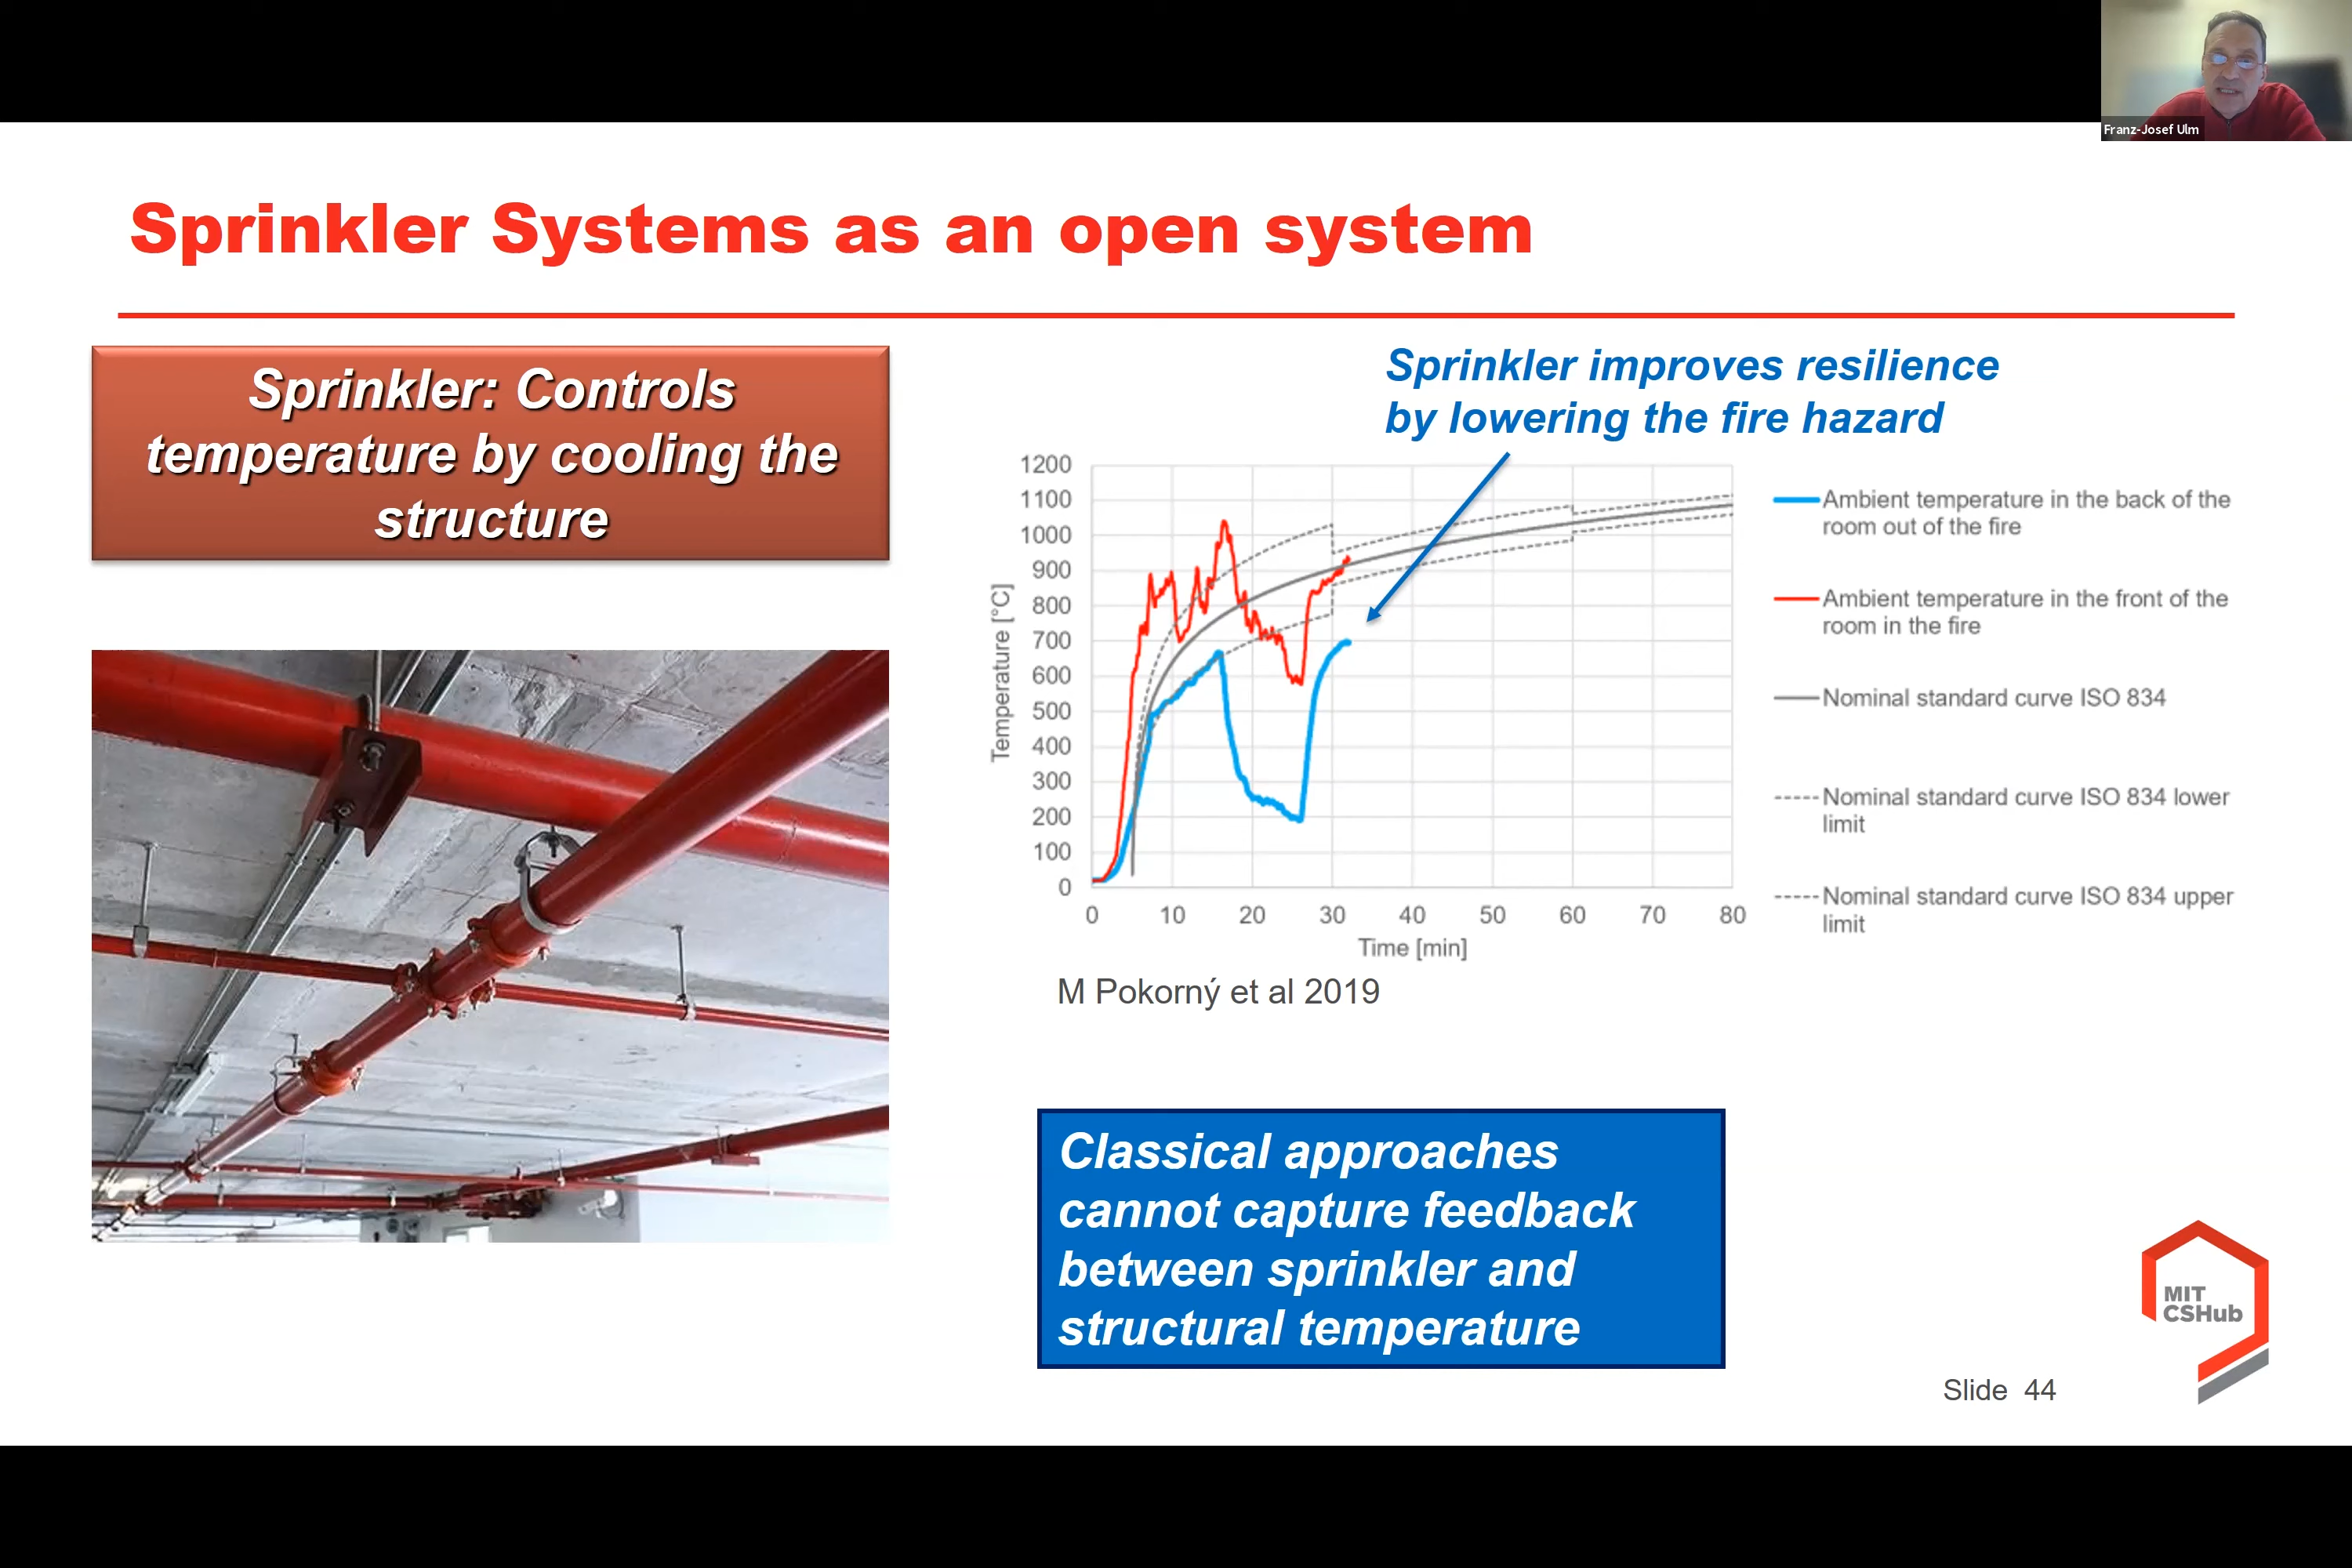 Franz-Josef Ulm
Sprinkler Systems as an open system
Sprinkler: Controls
temperature by cooling the
structure
Sprinkler improves resilience
by lowering the fire hazard
1200
1100
1000
900
800
700
600
500
400
300
200
100
0
Temperature [°C]
0 10 20 30 40 50 60 70 80
Time [min]
Ambient temperature in the back of the
room out of the fire
Ambient temperature in the front of the
room in the fire
Nominal standard curve ISO 834
Nominal standard curve ISO 834 lower
limit
Nominal standard curve ISO 834 upper
limit
M Pokorný et al 2019
Classical approaches
cannot capture feedback
between sprinkler and
structural temperature
MIT
CSHub
Slide 44